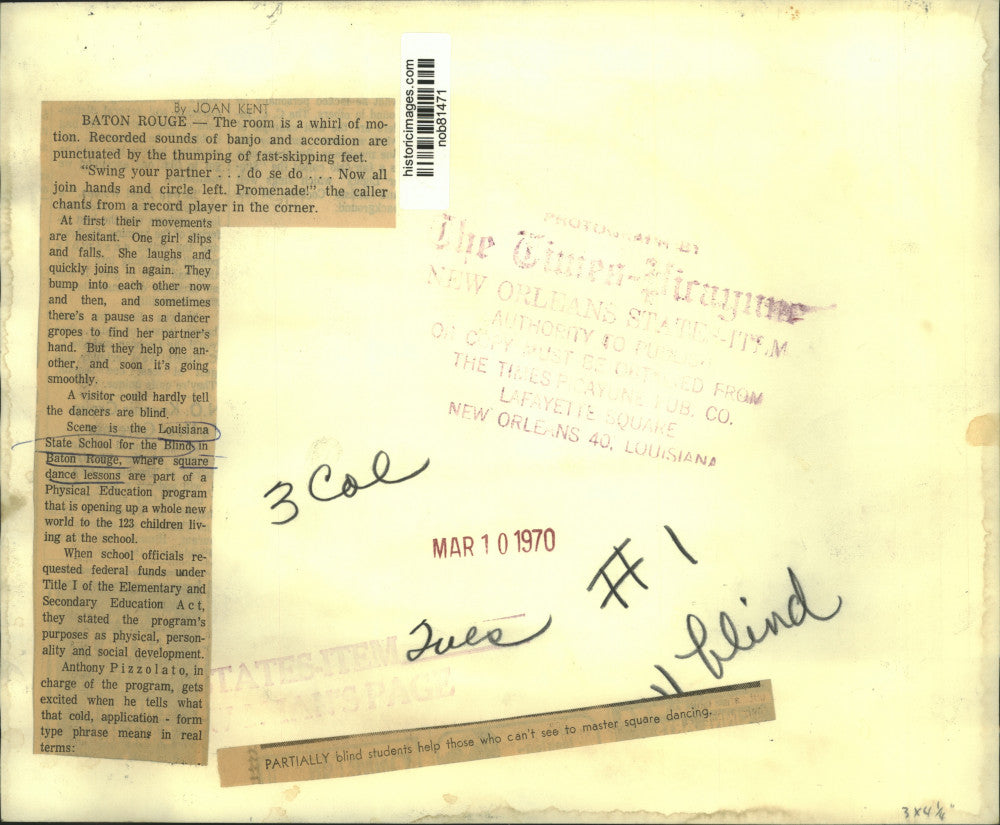 By JOAN KENT
BATON ROUGE — The room is a whirl of mo-
tion. Recorded sounds of banjo and accordion are
punctuated by the thumping of fast-skipping feet.
"Swing your partner . . . do se do . . . Now all
join hands and circle left. Promenade!" the caller
chants from a record player in the corner.
At first their movements
are hesitant. One girl slips
and falls. She laughs and
quickly joins in again. They
bump into each other now
and then, and sometimes
there's a pause as a dancer
gropes to find her partner's
hand. But they help one an-
other, and soon it's going
smoothly.
A visitor could hardly tell
the dancers are blind.
Scene is the Louisiana
State School for the Blind in
Baton Rouge, where square
dance lessons are part of a
Physical Education program
that is opening up a whole new
world to the 123 children liv-
ing at the school.
When school officials re-
quested federal funds under
Title I of the Elementary and
Secondary Education Act,
they stated the program's
purposes as physical, person-
ality and social development.
Anthony Pizzolato, in
charge of the program, gets
excited when he tells what
that cold, application - form
type phrase means in real
terms:
historicimages.com
nob81471
PHOTOGRAPH BY
The Times-Picayune
NEW ORLEANS STATES-ITEM
AUTHORITY TO PUBLISH
OR COPY MUST BE OBTAINED FROM
THE TIMES PICAYUNE PUB. CO.
LAFAYETTE SQUARE
NEW ORLEANS 40, LOUISIANA
3 Col
MAR 10 1970
# 1
Tues
blind
STATES-ITEM
PAGE
PARTIALLY blind students help those who can't see to master square dancing.
3x4¼"